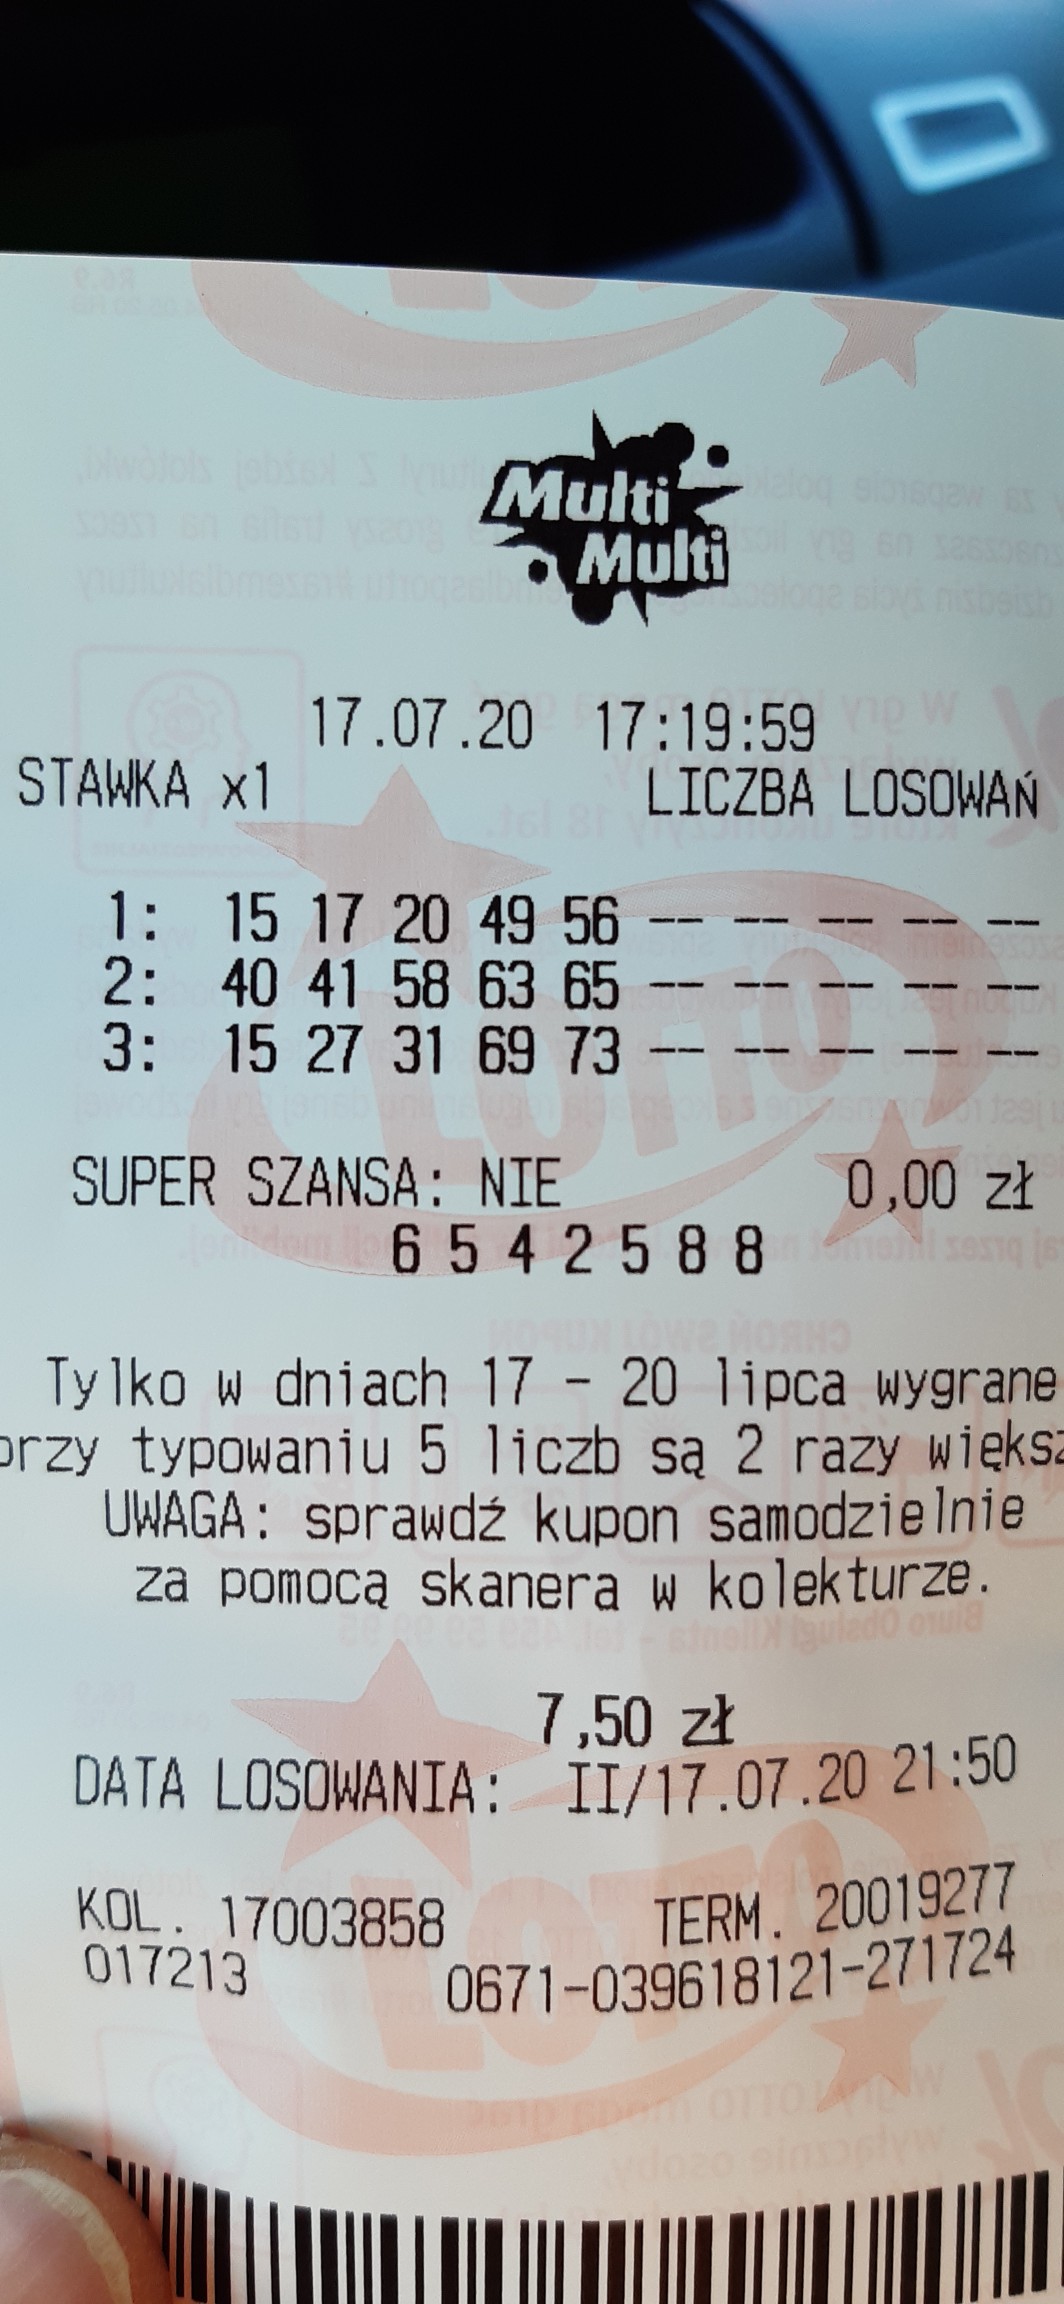 Multi
Multi
17.07.20 17:19:59
STAWKA x1 LICZBA LOSOWAŃ
1: 15 17 20 49 56 -- -- -- -- --
2: 40 41 58 63 65 -- -- -- -- --
3: 15 27 31 69 73 -- -- -- -- --
SUPER SZANSA: NIE 0,00 zł
6 5 4 2 5 8 8
Tylko w dniach 17 - 20 lipca wygrane
przy typowaniu 5 liczb są 2 razy większ
UWAGA: sprawdź kupon samodzielnie
za pomocą skanera w kolekturze.
7,50 zł
DATA LOSOWANIA: II/17.07.20 21:50
KOL. 17003858 TERM. 20019277
017213 0671-039618121-271724
LOTTO